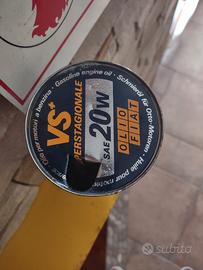 Olio per motori a benzina · Gasoline engine oil · Schmieröl für Otto-Motoren · Huile pour moteurs
VS+
SUPERSTAGIONALE
SAE 20W
OLIO
FIAT
subito